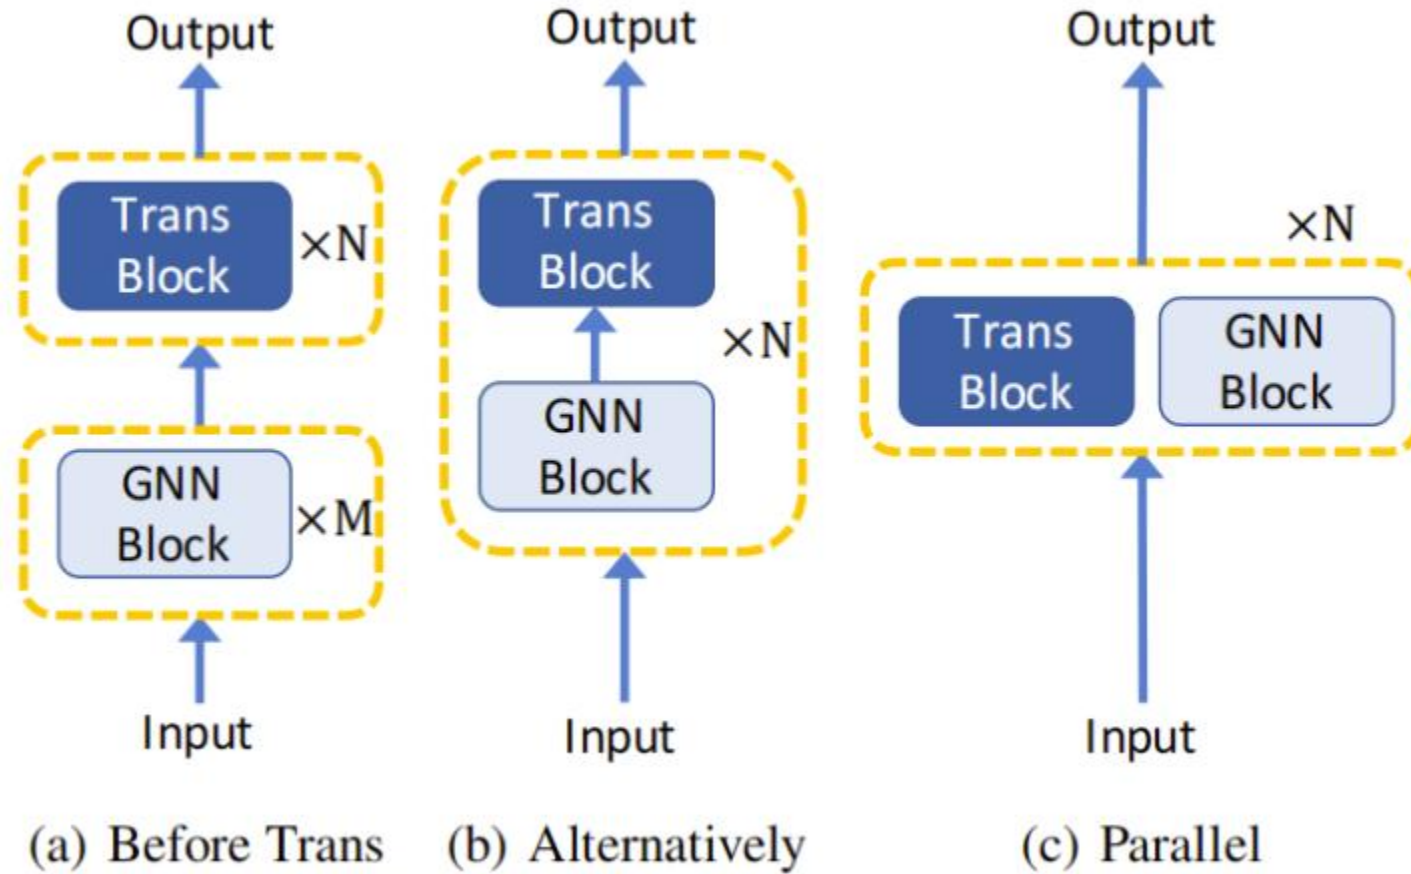 Output
Trans
Block
×N
GNN
Block
×M
Input
(a) Before Trans
Output
Trans
Block
×N
GNN
Block
Input
(b) Alternatively
Output
×N
Trans
Block
GNN
Block
Input
(c) Parallel